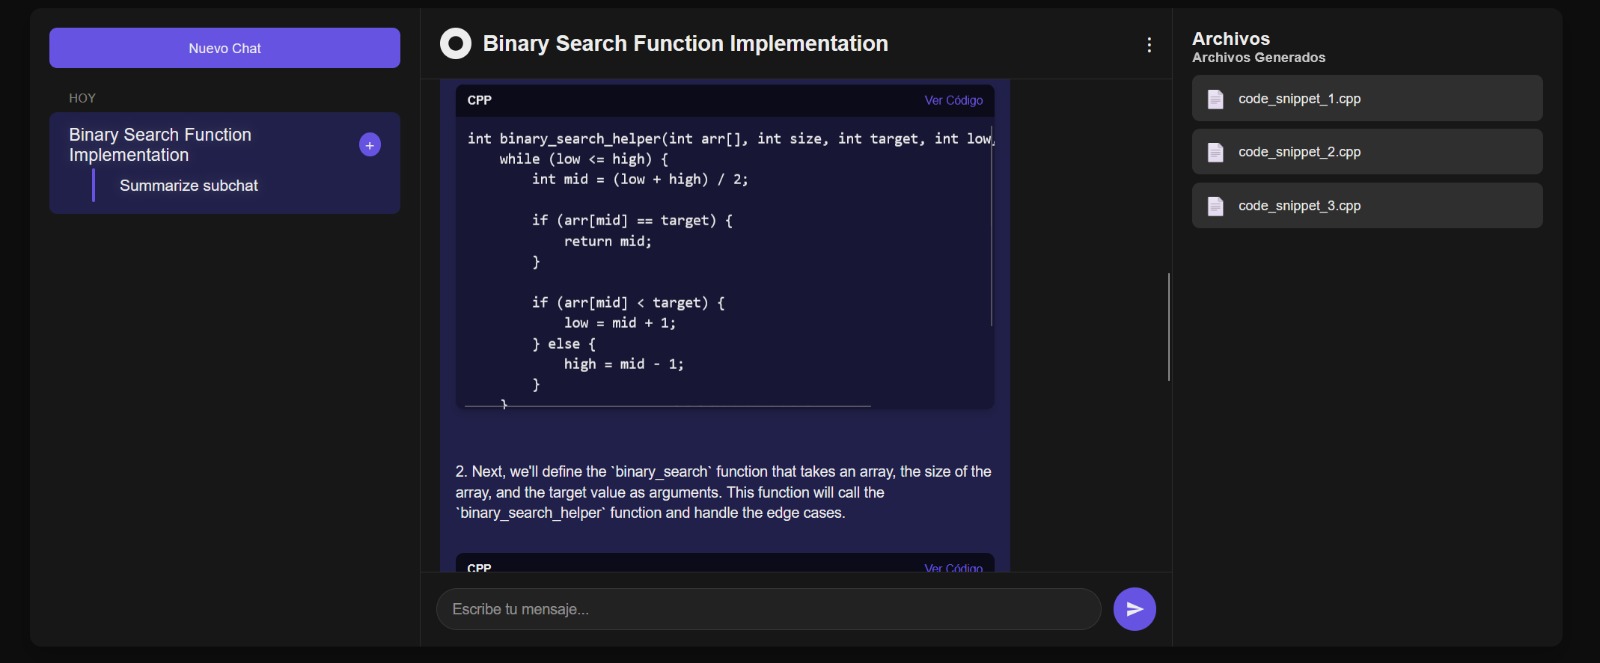 Nuevo Chat
HOY
Binary Search Function
Implementation
+
Summarize subchat
Binary Search Function Implementation
CPP
Ver Código
int binary_search_helper(int arr[], int size, int target, int low,
    while (low <= high) {
        int mid = (low + high) / 2;
        if (arr[mid] == target) {
            return mid;
        }
        if (arr[mid] < target) {
            low = mid + 1;
        } else {
            high = mid - 1;
        }
    }
2. Next, we'll define the `binary_search` function that takes an array, the size of the
array, and the target value as arguments. This function will call the
`binary_search_helper` function and handle the edge cases.
CPP
Ver Código
Escribe tu mensaje...
Archivos
Archivos Generados
code_snippet_1.cpp
code_snippet_2.cpp
code_snippet_3.cpp